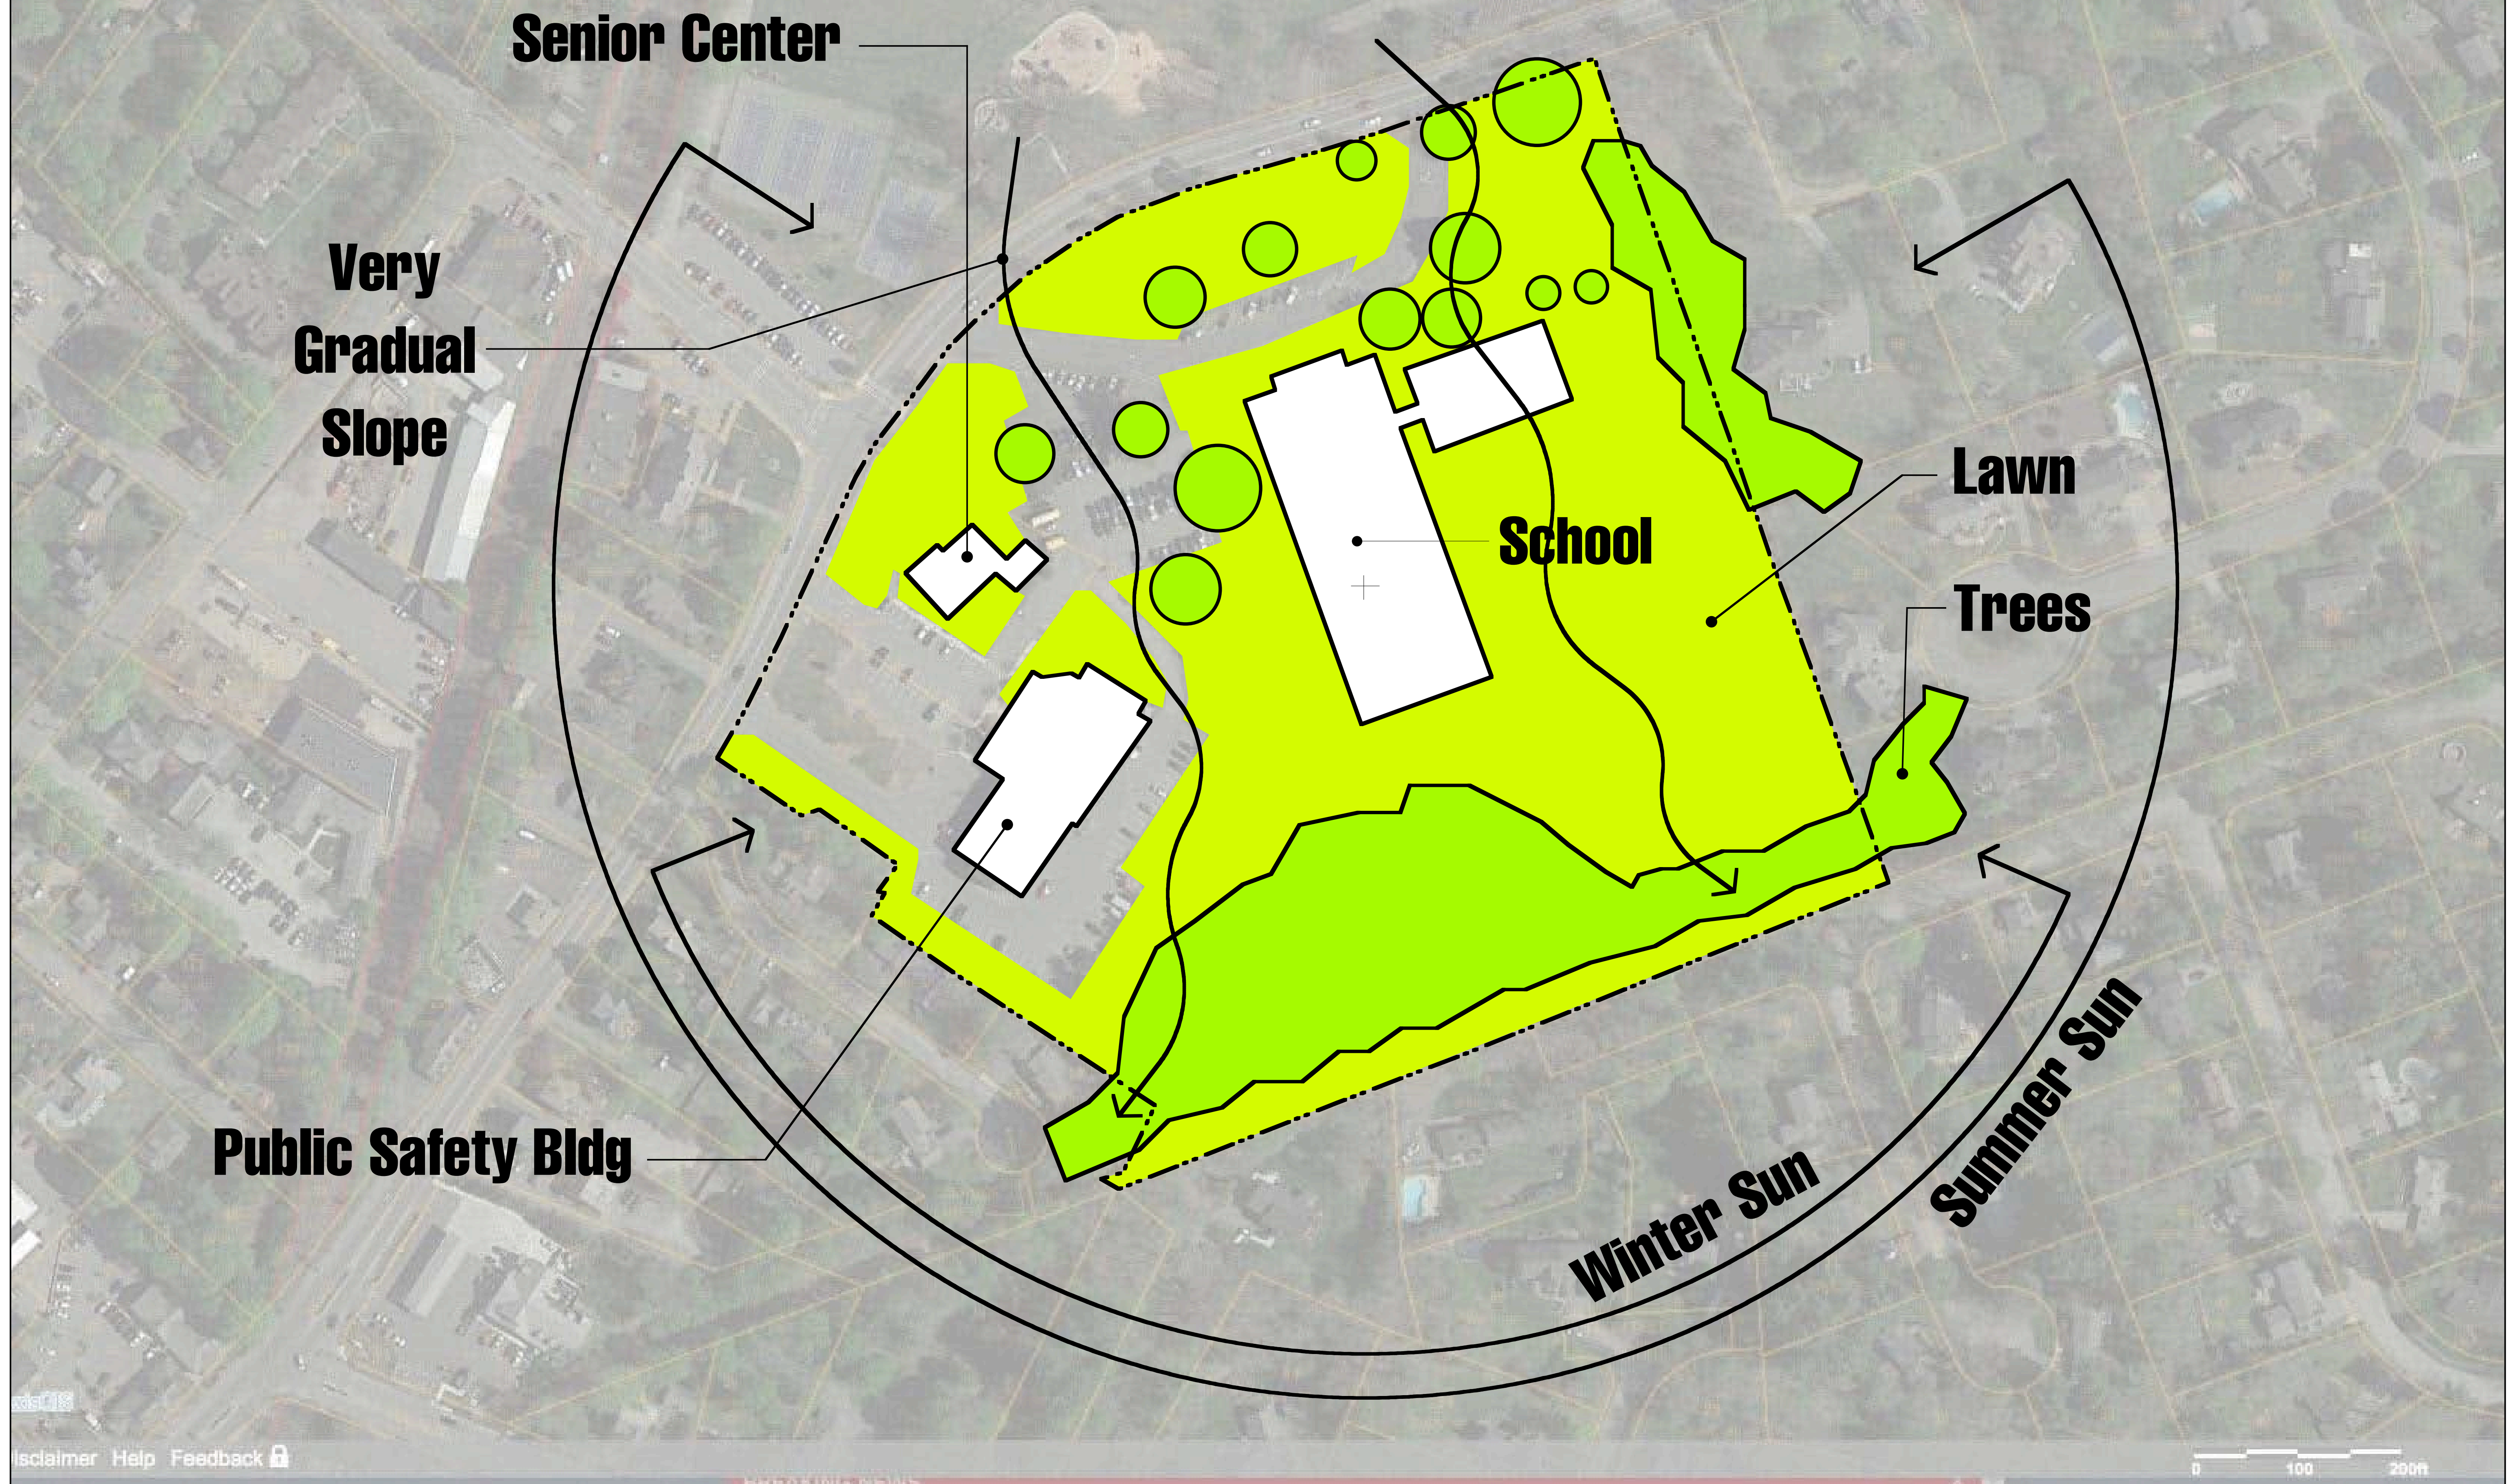 Senior Center
Very
Gradual
Slope
Lawn
School
Trees
Public Safety Bldg
Winter Sun
Summer Sun
isclaimer Help Feedback
0 100 200ft